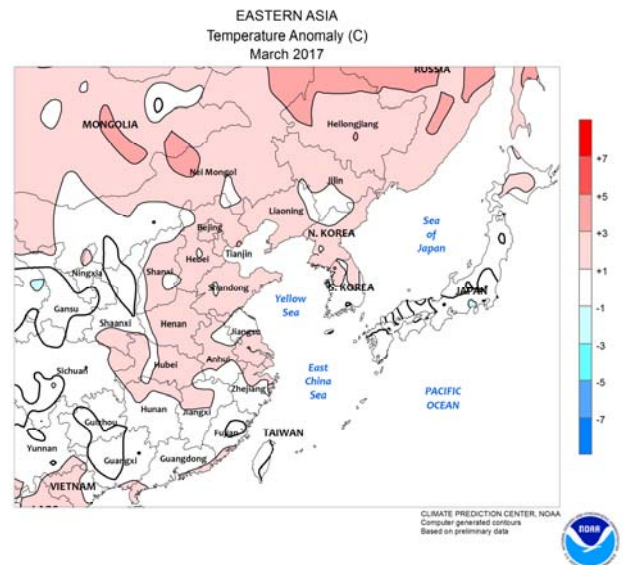 EASTERN ASIA
Temperature Anomaly (C)
March 2017
RUSSIA
MONGOLIA
Heilongjiang
Nei Mongol
Jilin
Liaoning
Sea
of
Japan
Beijing
N. KOREA
Hebei
Tianjin
Ningxia
Shanxi
Shandong
S. KOREA
JAPAN
Yellow
Sea
Gansu
Shaanxi
Henan
Jiangsu
Anhui
Hubei
Sichuan
East
China
Sea
Zhejiang
PACIFIC
OCEAN
Hunan
Jiangxi
Guizhou
Fujian
TAIWAN
Yunnan
Guangxi
Guangdong
VIETNAM
LAOS
+7
+5
+3
+1
-1
-3
-5
-7
CLIMATE PREDICTION CENTER, NOAA
Computer generated contours
Based on preliminary data
NOAA